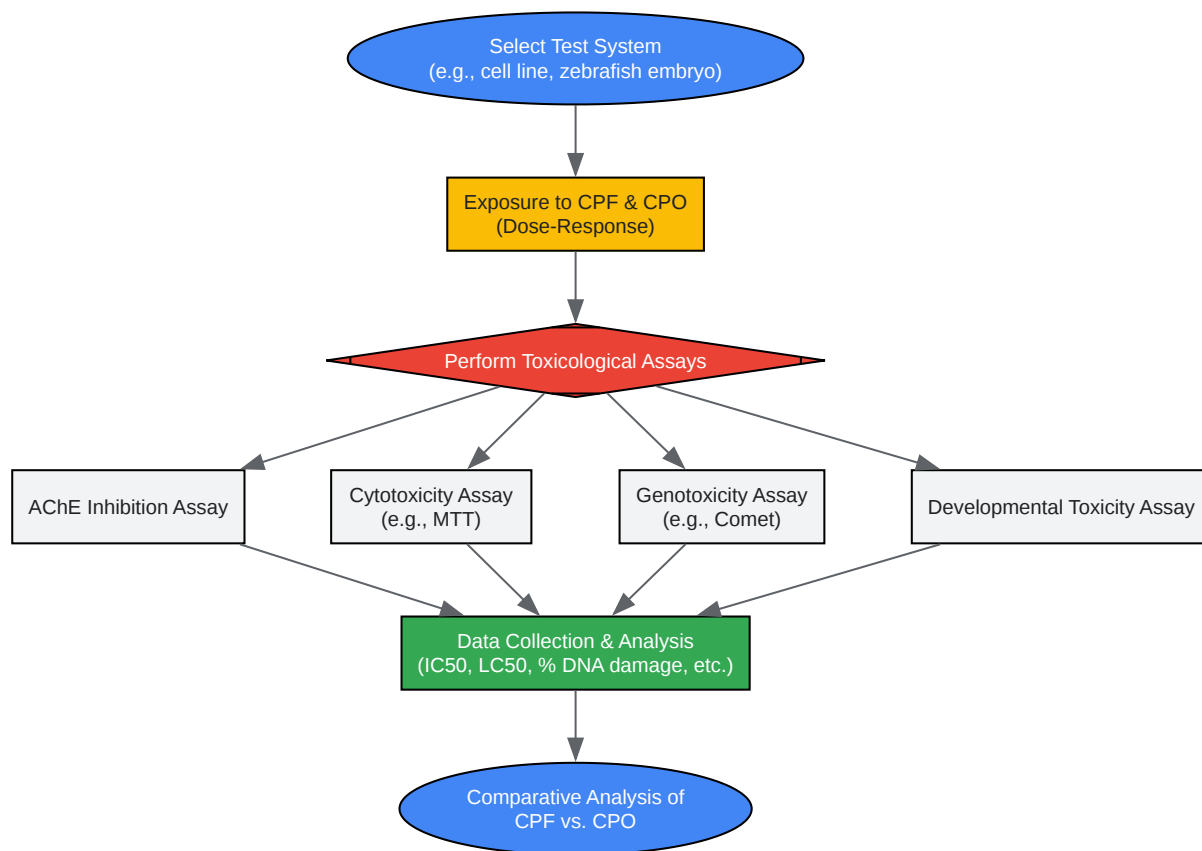 Select Test System
(e.g., cell line, zebrafish embryo)
Exposure to CPF & CPO
(Dose-Response)
Perform Toxicological Assays
AChE Inhibition Assay
Cytotoxicity Assay
(e.g., MTT)
Genotoxicity Assay
(e.g., Comet)
Developmental Toxicity Assay
Data Collection & Analysis
(IC50, LC50, % DNA damage, etc.)
Comparative Analysis of
CPF vs. CPO